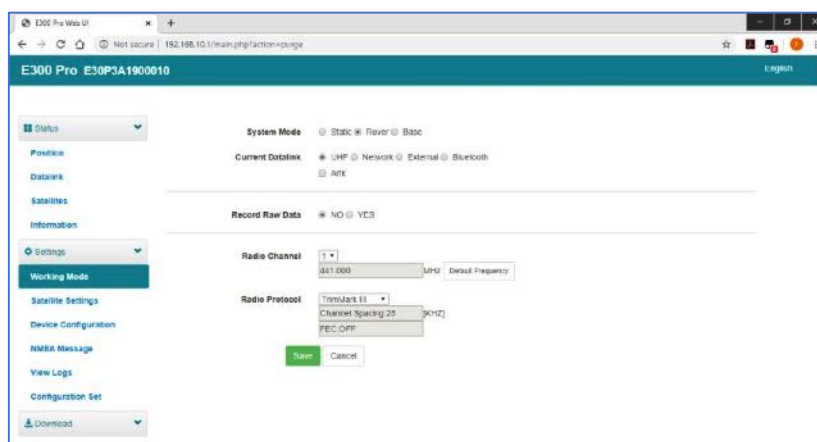 E300 Pro Web UI
Not secure | 192.168.10.1/main.php?action=purge
E300 Pro E30P3A1900010
English
Status
Position
Datalink
Satellites
Information
Settings
Working Mode
Satellite Settings
Device Configuration
NMEA Message
View Logs
Configuration Set
Download
System Mode Static Rover Base
Current Datalink UHF Network External Bluetooth
Record Raw Data NO YES
Radio Channel 1
441.000 MHz Default Frequency
Radio Protocol TrimMark III
Channel Spacing:25 [KHZ]
FEC:OFF
Save Cancel